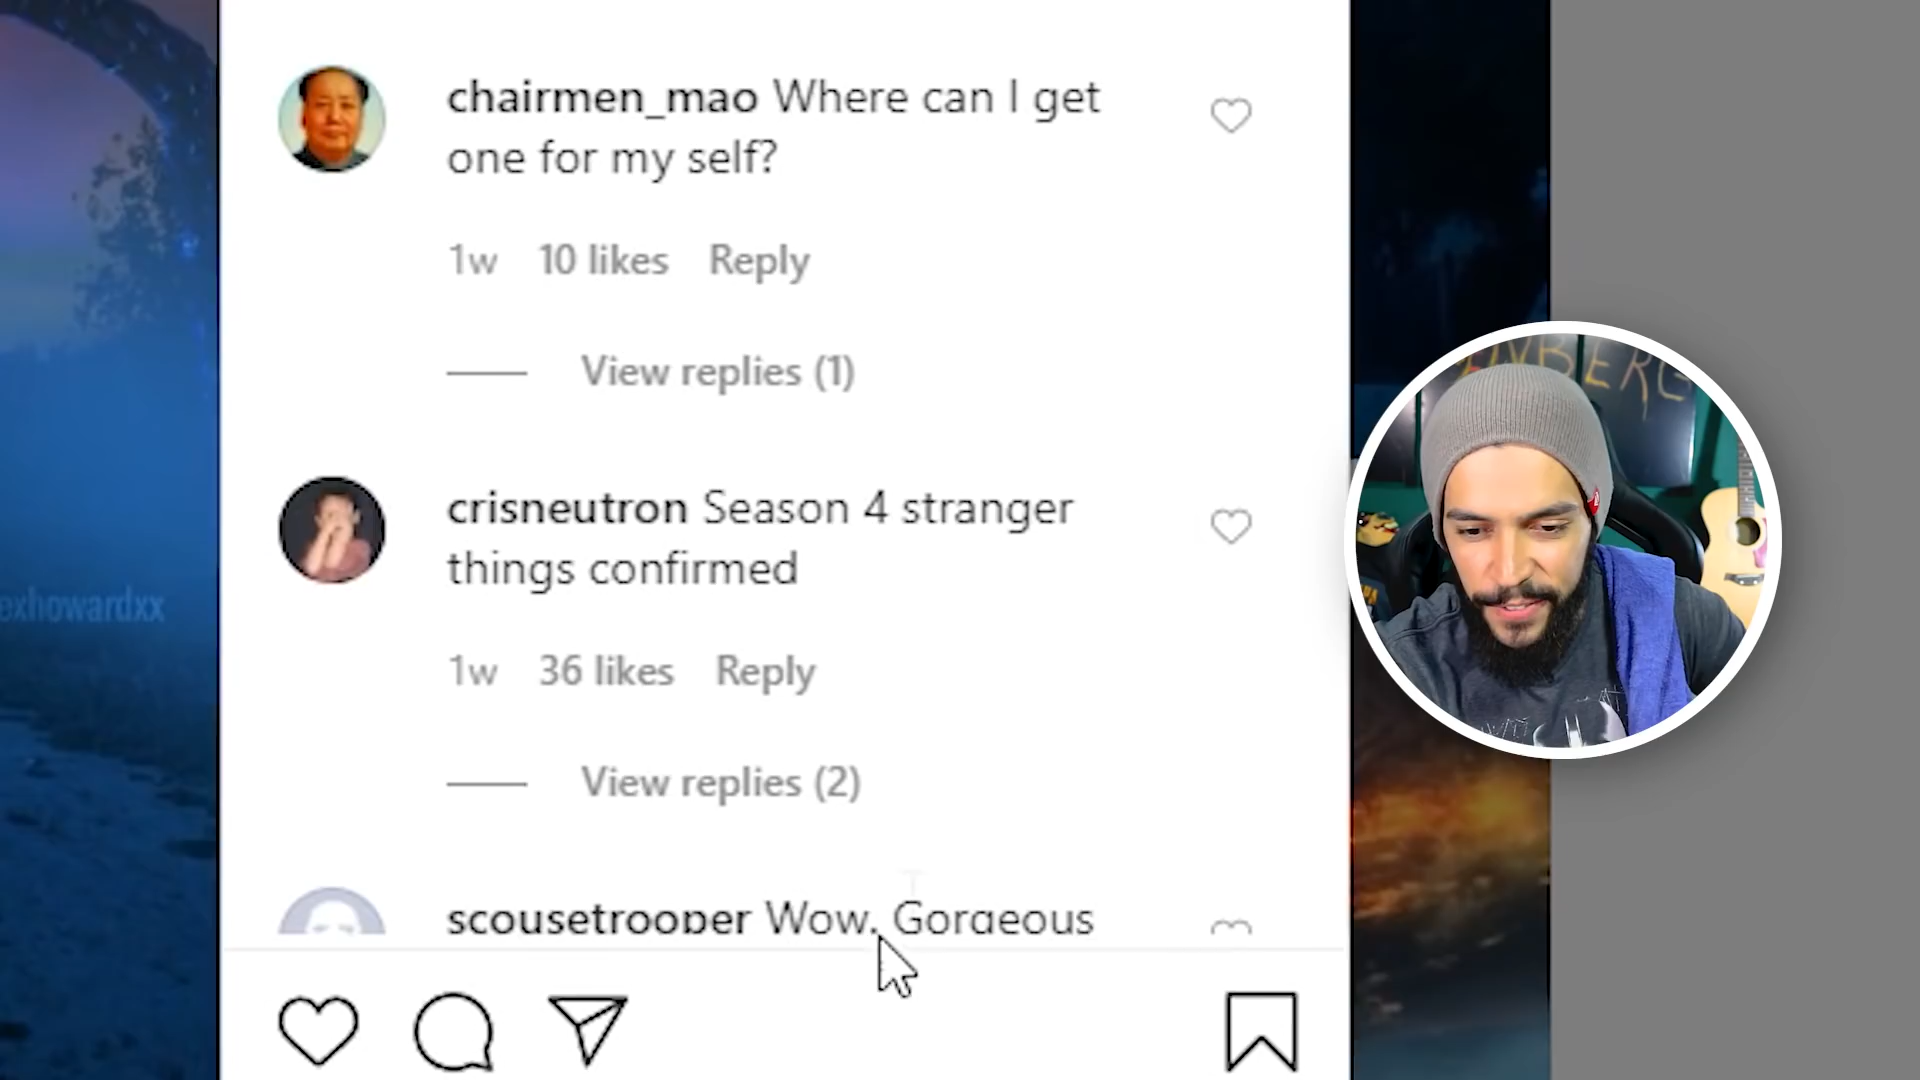 chairmen_mao Where can I get
one for my self?
1w 10 likes Reply
View replies (1)
crisneutron Season 4 stranger
things confirmed
1w 36 likes Reply
View replies (2)
scousetrooper Wow. Gorgeous
exhowardxx